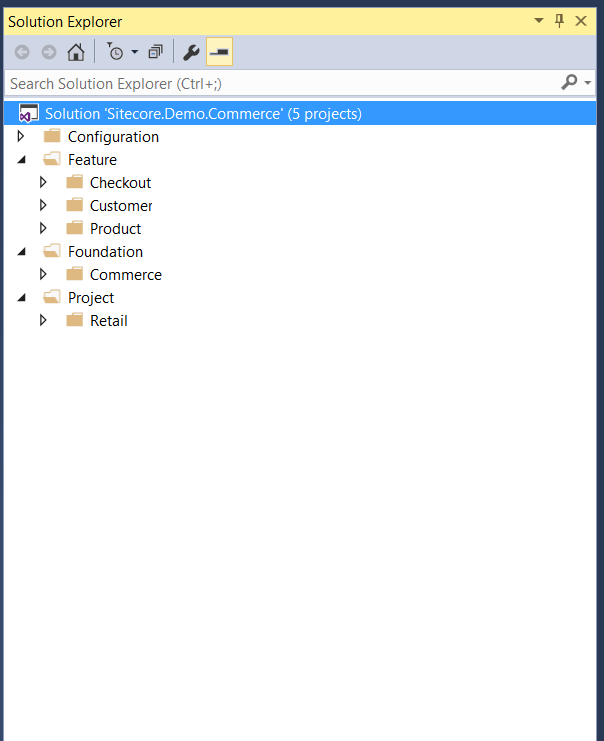 Solution Explorer
Search Solution Explorer (Ctrl+;)
Solution 'Sitecore.Demo.Commerce' (5 projects)
Configuration
Feature
Checkout
Customer
Product
Foundation
Commerce
Project
Retail